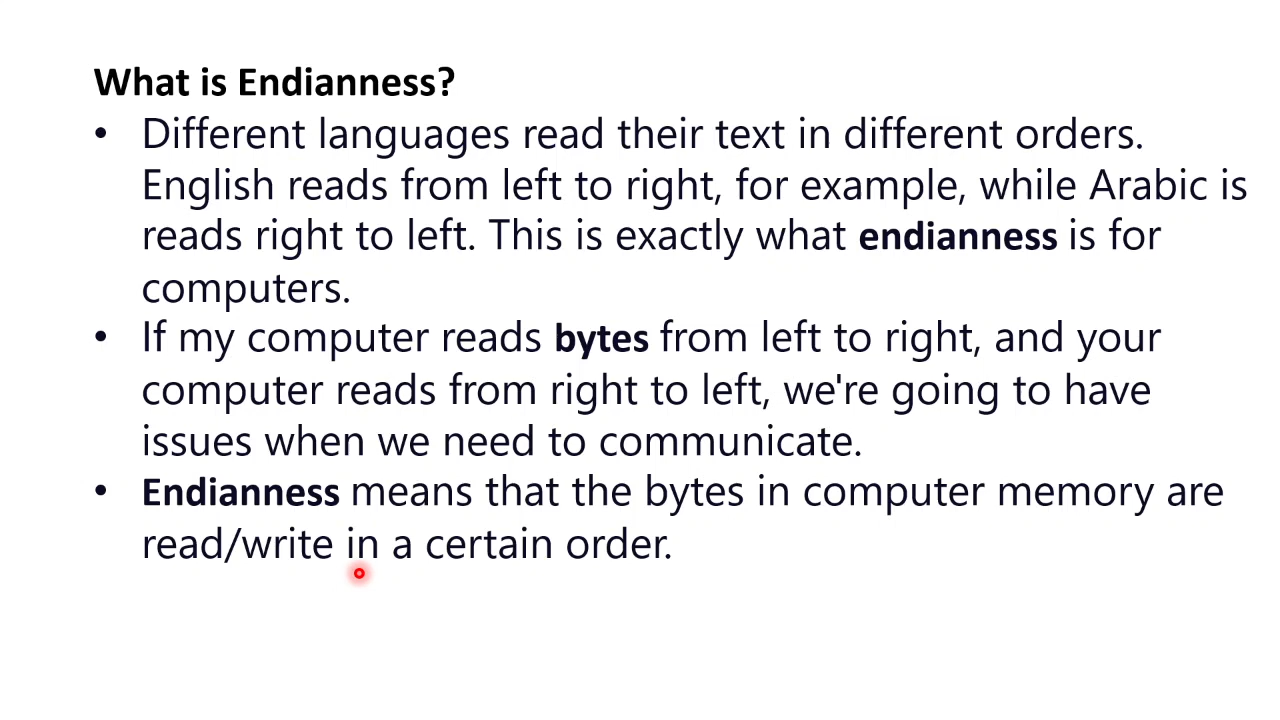 What is Endianness?
• Different languages read their text in different orders.
English reads from left to right, for example, while Arabic is
reads right to left. This is exactly what endianness is for
computers.
• If my computer reads bytes from left to right, and your
computer reads from right to left, we're going to have
issues when we need to communicate.
• Endianness means that the bytes in computer memory are
read/write in a certain order.